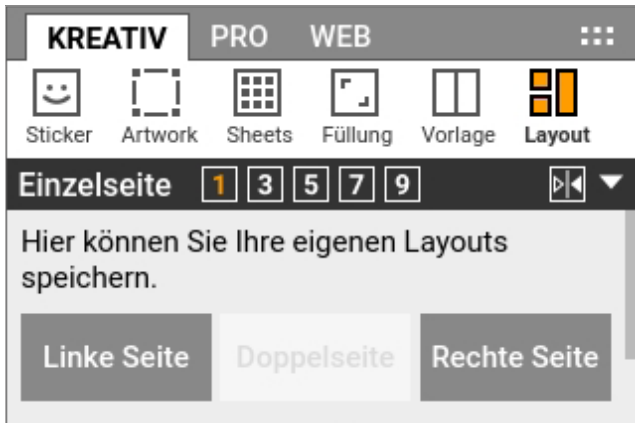 KREATIV PRO WEB
Sticker Artwork Sheets Füllung Vorlage Layout
Einzelseite 1 3 5 7 9
Hier können Sie Ihre eigenen Layouts
speichern.
Linke Seite Doppelseite Rechte Seite